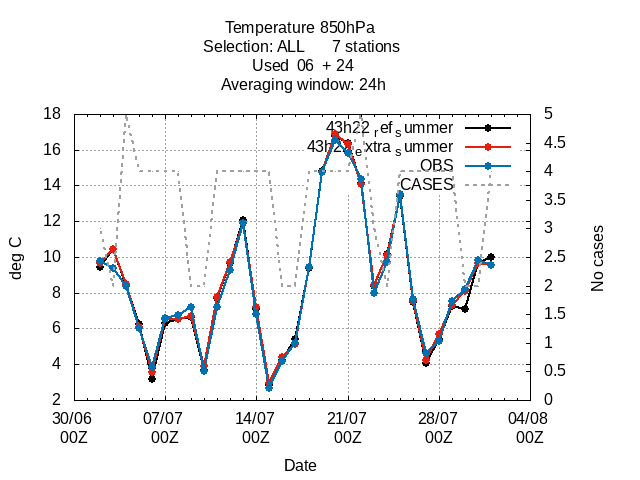 Temperature 850hPa
Selection: ALL 7 stations
Used 06 + 24
Averaging window: 24h
18 5
43h22_ref_summer
4.5
16 43h22_extra_summer
4
OBS
14 CASES 3.5
12 3
10 2.5
8 2
6 1.5
1
4 0.5
2 0
deg C
No cases
30/06 07/07 14/07 21/07 28/07 04/08
00Z 00Z 00Z 00Z 00Z 00Z
Date